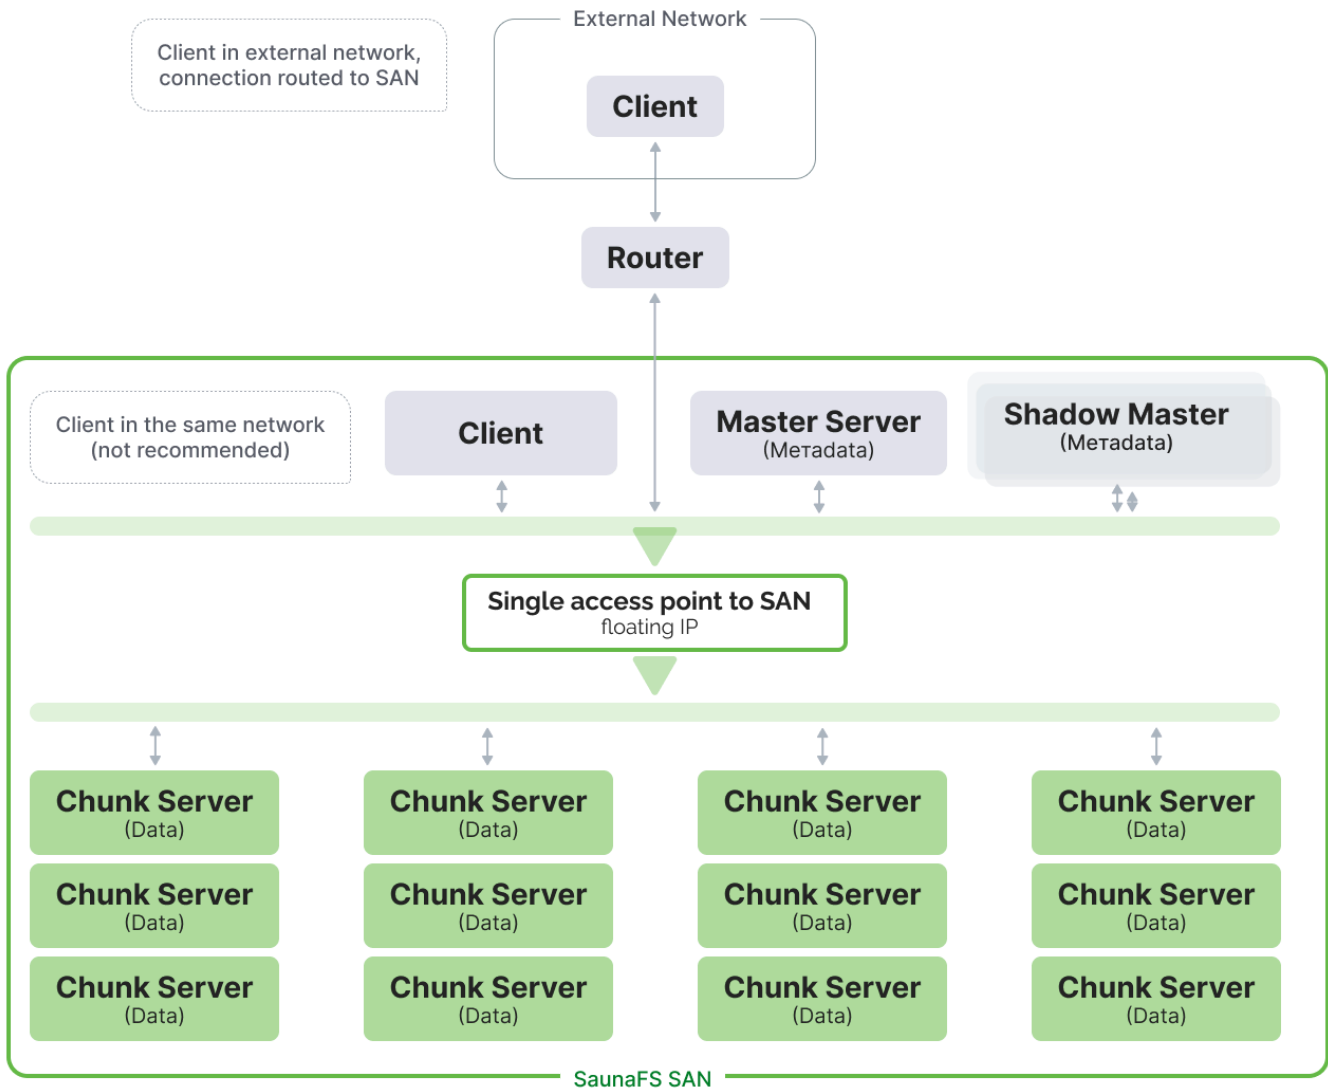 External Network
Client in external network,
connection routed to SAN
Client
Router
Client in the same network
(not recommended)
Client
Master Server
(Metadata)
Shadow Master
(Metadata)
Single access point to SAN
floating IP
Chunk Server
(Data)
Chunk Server
(Data)
Chunk Server
(Data)
Chunk Server
(Data)
Chunk Server
(Data)
Chunk Server
(Data)
Chunk Server
(Data)
Chunk Server
(Data)
Chunk Server
(Data)
Chunk Server
(Data)
Chunk Server
(Data)
Chunk Server
(Data)
SaunaFS SAN